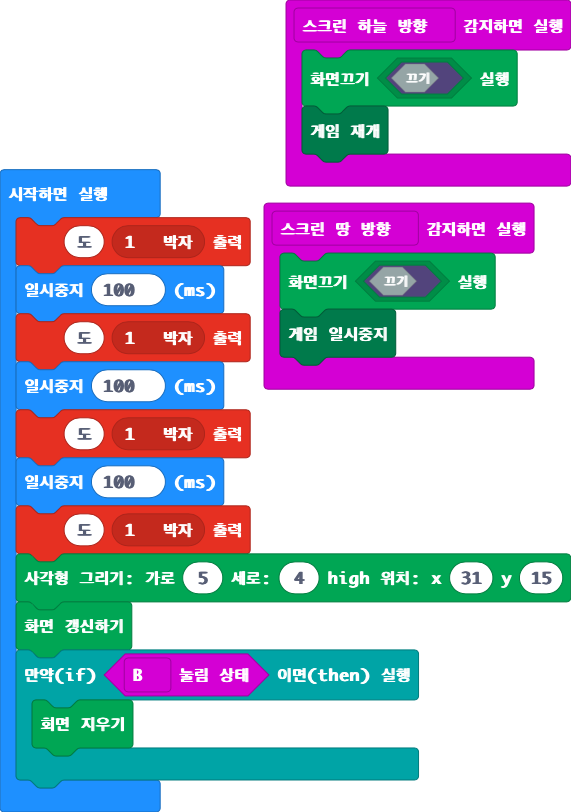 스크린 하늘 방향 감지하면 실행
화면끄기 끄기 실행
게임 재개
시작하면 실행
도 1 박자 출력
일시중지 100 (ms)
도 1 박자 출력
일시중지 100 (ms)
도 1 박자 출력
일시중지 100 (ms)
도 1 박자 출력
사각형 그리기: 가로 5 세로: 4 high 위치: x 31 y 15
화면 갱신하기
만약(if) B 눌림 상태 이면(then) 실행
회면 지우기
스크린 땅 방향 감지하면 실행
화면끄기 끄기 실행
게임 일시중지